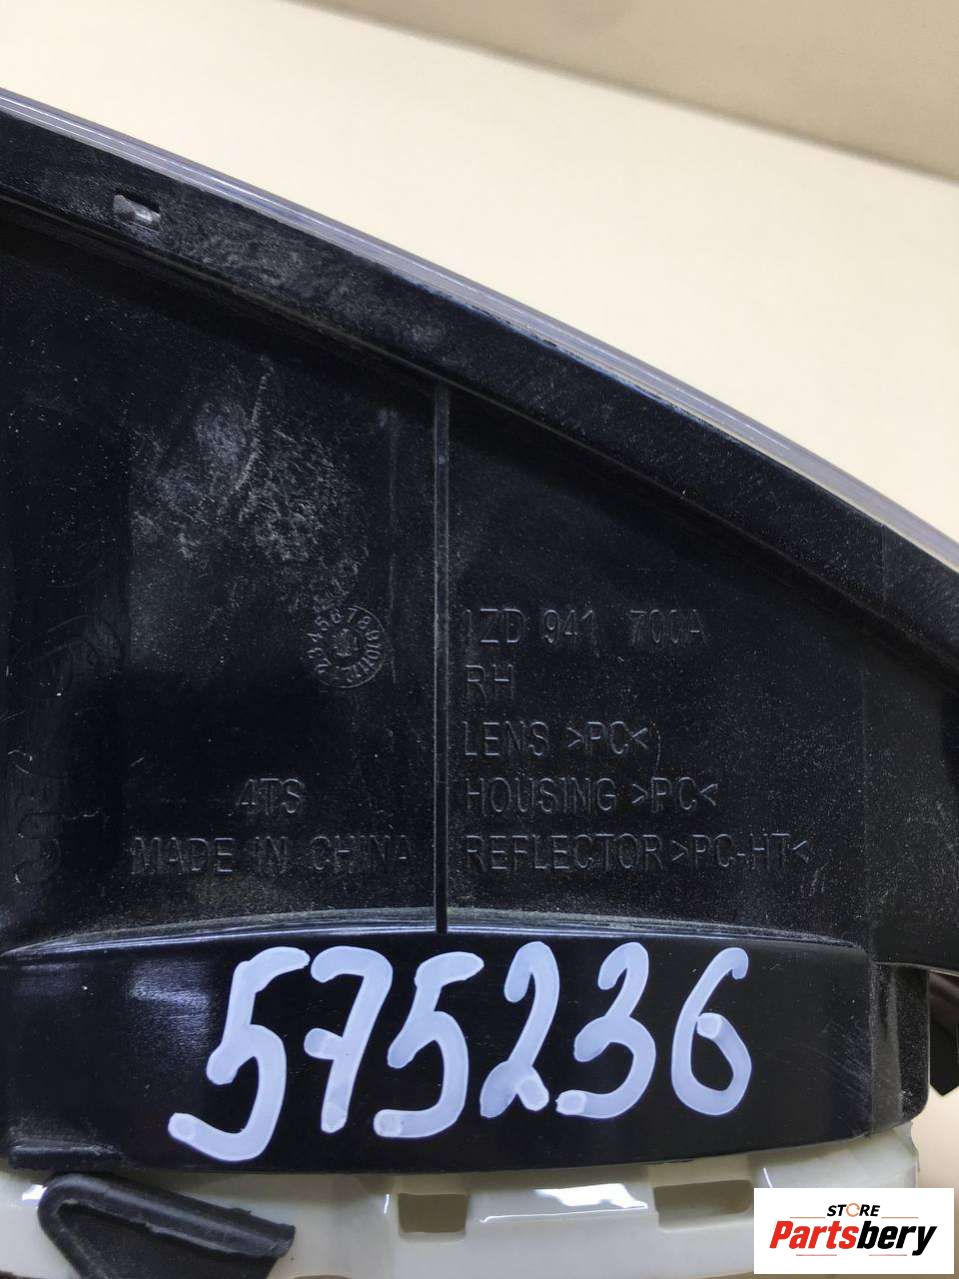 1ZD 941 700A
RH
LENS >PC<
HOUSING >PC<
REFLECTOR >PC-HT<
4TS
MADE IN CHINA
575236
STORE
Partsbery